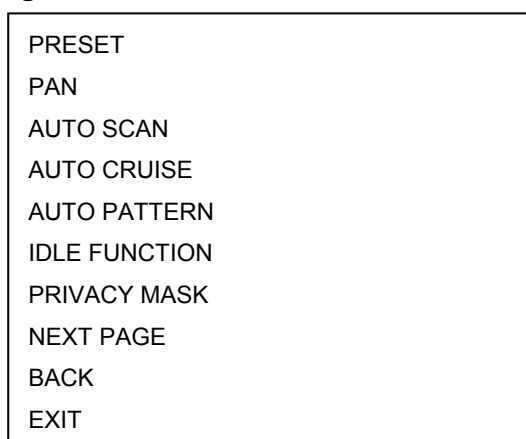 PRESET
PAN
AUTO SCAN
AUTO CRUISE
AUTO PATTERN
IDLE FUNCTION
PRIVACY MASK
NEXT PAGE
BACK
EXIT